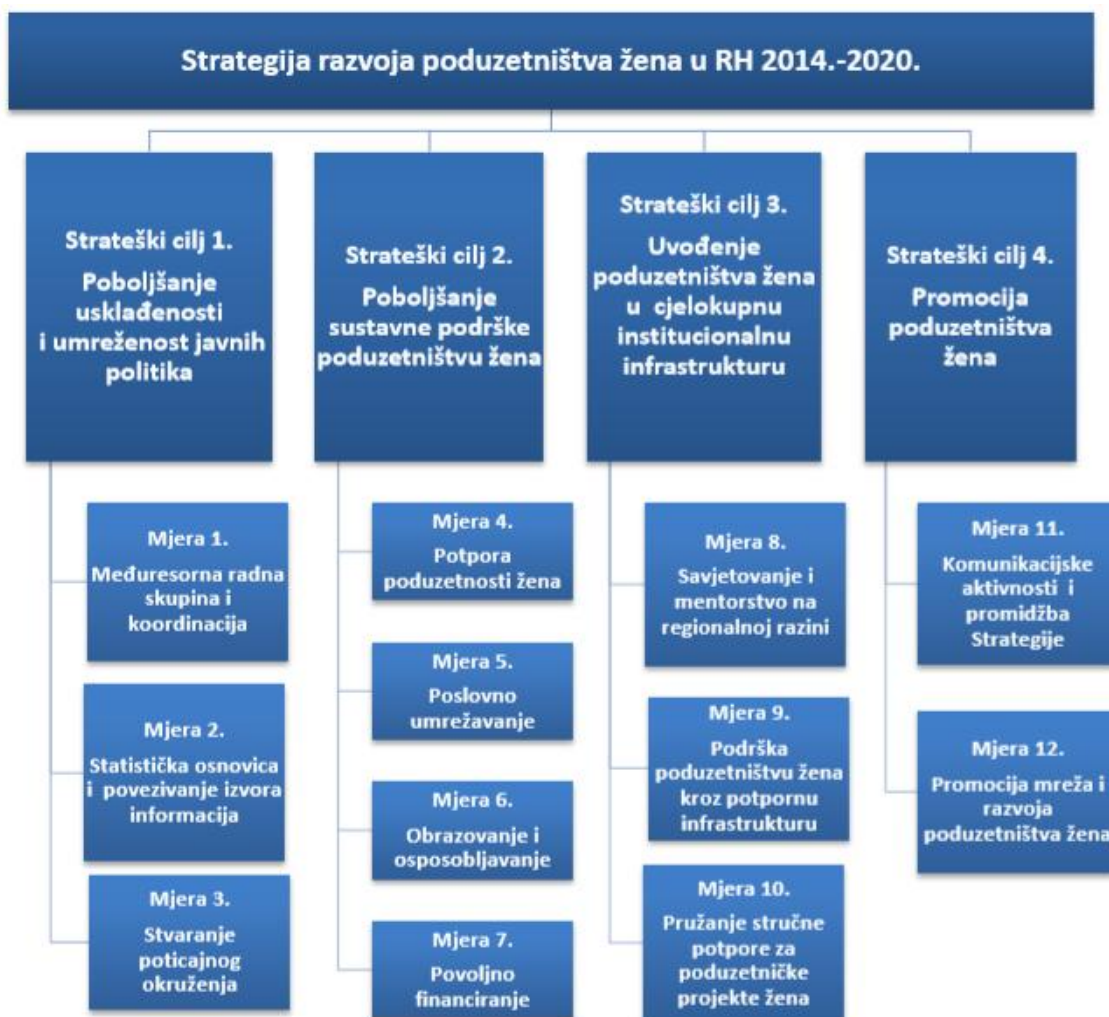 Strategija razvoja poduzetništva žena u RH 2014.-2020.
Strateški cilj 1.
Poboljšanje
usklađenosti
i umreženost javnih
politika
Mjera 1.
Međuresorna radna
skupina i
koordinacija
Mjera 2.
Statistička osnovica
i povezivanje izvora
informacija
Mjera 3.
Stvaranje
poticajnog
okruženja
Strateški cilj 2.
Poboljšanje
sustavne podrške
poduzetništvu žena
Mjera 4.
Potpora
poduzetnosti žena
Mjera 5.
Poslovno
umrežavanje
Mjera 6.
Obrazovanje i
osposobljavanje
Mjera 7.
Povoljno
financiranje
Strateški cilj 3.
Uvođenje
poduzetništva žena
u cjelokupnu
institucionalnu
infrastrukturu
Mjera 8.
Savjetovanje i
mentorstvo na
regionalnoj razini
Mjera 9.
Podrška
poduzetništvu žena
kroz potpornu
infrastrukturu
Mjera 10.
Pružanje stručne
potpore za
poduzetničke
projekte žena
Strateški cilj 4.
Promocija
poduzetništva
žena
Mjera 11.
Komunikacijske
aktivnosti i
promidžba
Strategije
Mjera 12.
Promocija mreža i
razvoja
poduzetništva žena